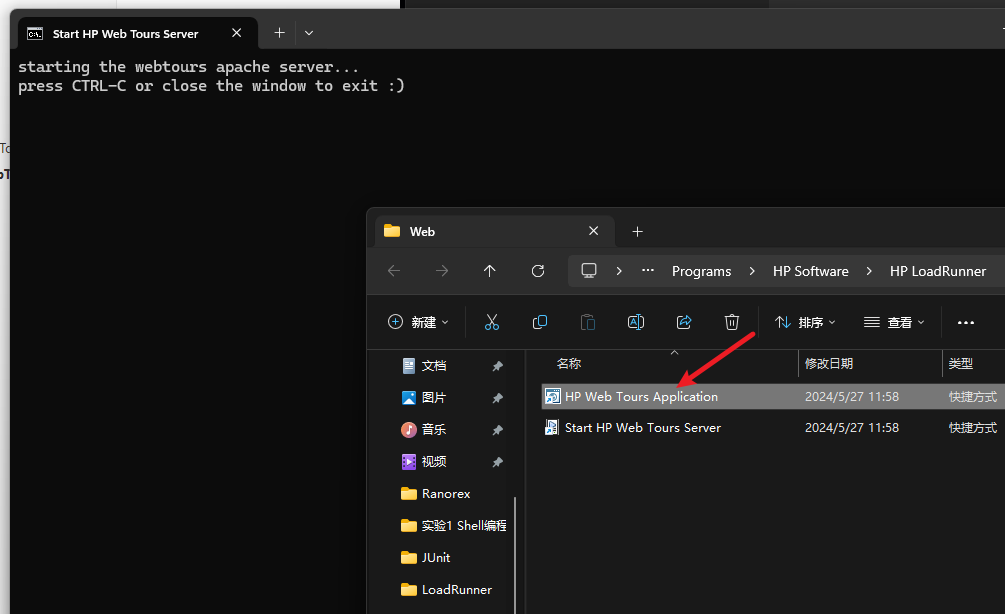 Start HP Web Tours Server
starting the webtours apache server...
press CTRL-C or close the window to exit :)
Web
Programs > HP Software > HP LoadRunner
新建
排序
查看
名称 修改日期 类型
文档
图片
音乐
视频
Ranorex
实验1 Shell编程
JUnit
LoadRunner
HP Web Tours Application 2024/5/27 11:58 快捷方式
Start HP Web Tours Server 2024/5/27 11:58 快捷方式